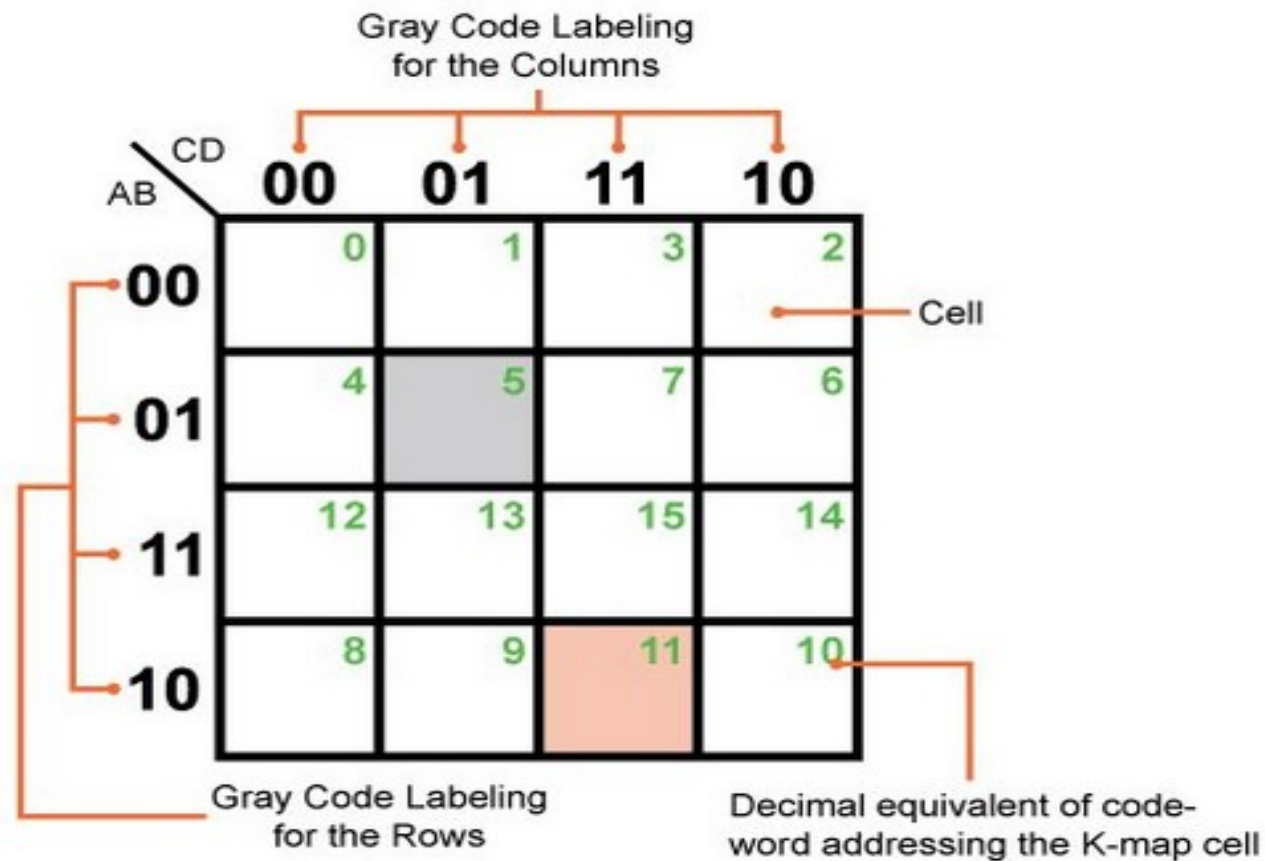 Gray Code Labeling
for the Columns
CD
AB
00 01 11 10
00
0 1 3 2
Cell
01
4 5 7 6
11
12 13 15 14
10
8 9 11 10
Gray Code Labeling
for the Rows
Decimal equivalent of code-
word addressing the K-map cell